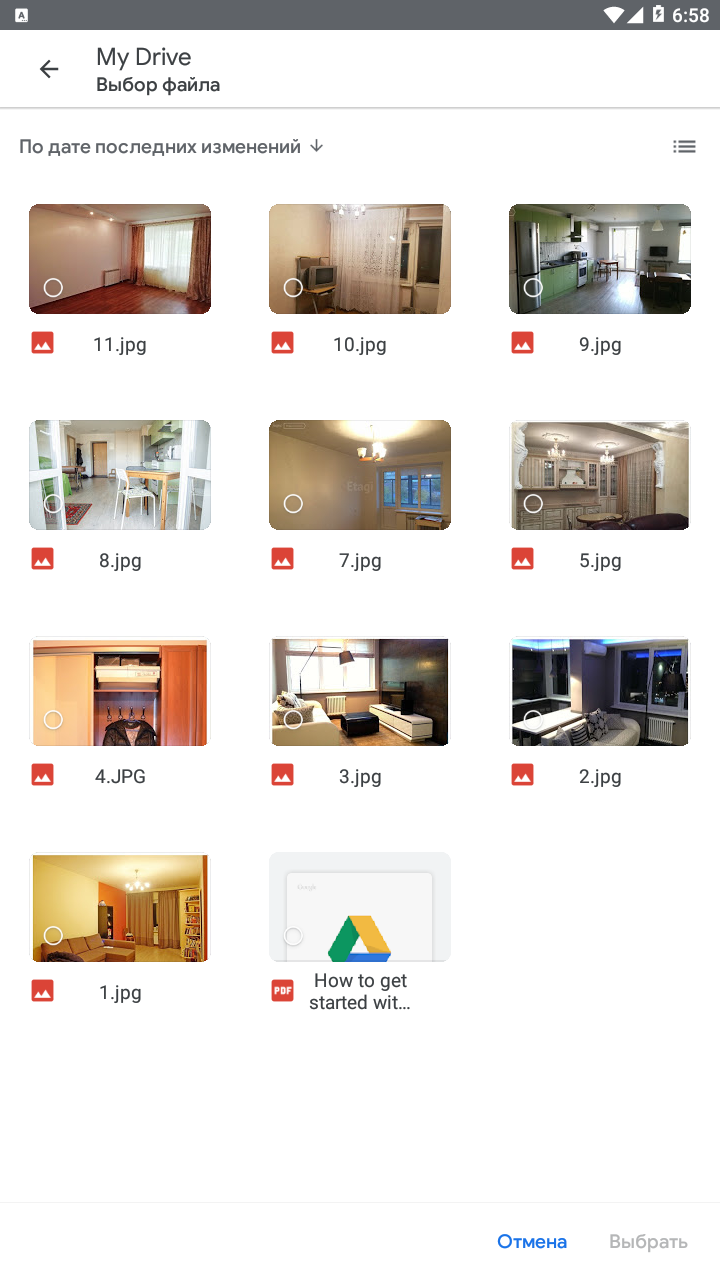 6:58
My Drive
Выбор файла
По дате последних изменений
11.jpg
10.jpg
9.jpg
8.jpg
Etagi
7.jpg
5.jpg
4.JPG
3.jpg
2.jpg
1.jpg
Google
PDF
How to get
started wit...
Отмена
Выбрать